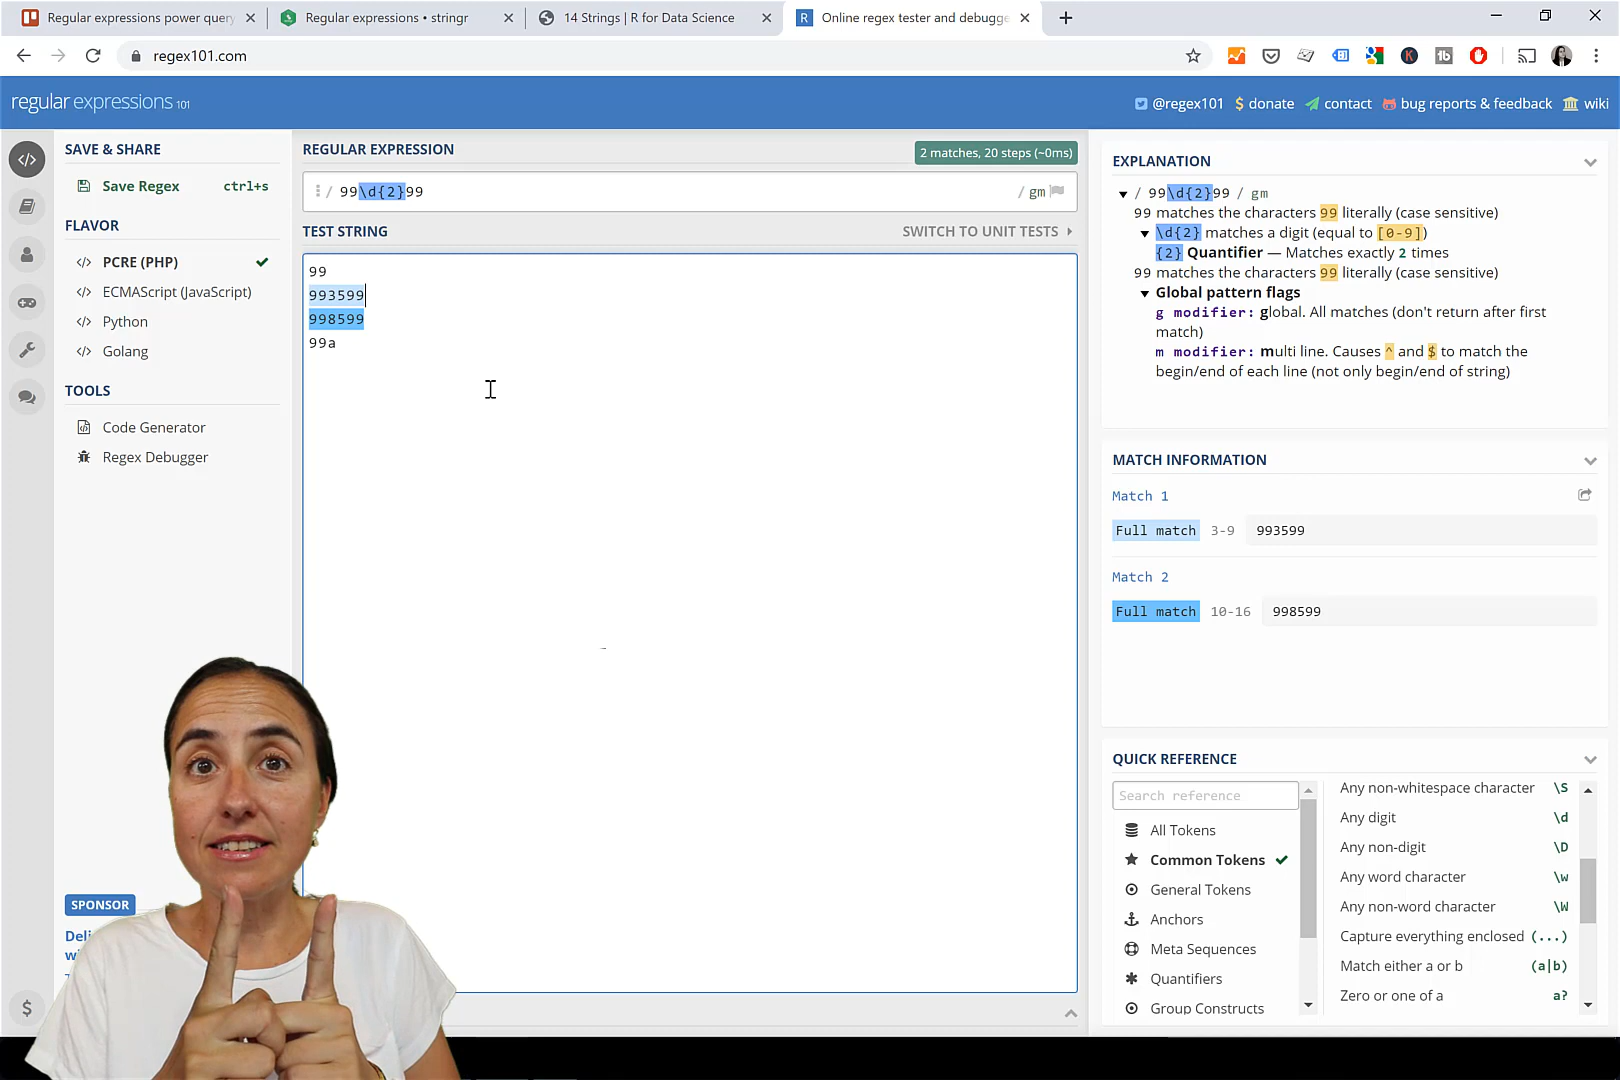 Regular expressions power query
Regular expressions • stringr
14 Strings | R for Data Science
Online regex tester and debugge
regex101.com
regular expressions 101
@regex101
donate
contact
bug reports & feedback
wiki
SAVE & SHARE
Save Regex ctrl+s
FLAVOR
</> PCRE (PHP)
</> ECMAScript (JavaScript)
</> Python
</> Golang
TOOLS
Code Generator
Regex Debugger
SPONSOR
Deli
REGULAR EXPRESSION
2 matches, 20 steps (~0ms)
/ 99\d{2}99 / gm
TEST STRING
SWITCH TO UNIT TESTS
99
993599
998599
99a
EXPLANATION
/ 99\d{2}99 / gm
99 matches the characters 99 literally (case sensitive)
\d{2} matches a digit (equal to [0-9])
{2} Quantifier — Matches exactly 2 times
99 matches the characters 99 literally (case sensitive)
Global pattern flags
g modifier: global. All matches (don't return after first
match)
m modifier: multi line. Causes ^ and $ to match the
begin/end of each line (not only begin/end of string)
MATCH INFORMATION
Match 1
Full match 3-9 993599
Match 2
Full match 10-16 998599
QUICK REFERENCE
Search reference
All Tokens
Common Tokens
General Tokens
Anchors
Meta Sequences
Quantifiers
Group Constructs
Any non-whitespace character \S
Any digit \d
Any non-digit \D
Any word character \w
Any non-word character \W
Capture everything enclosed (...)
Match either a or b (a|b)
Zero or one of a a?